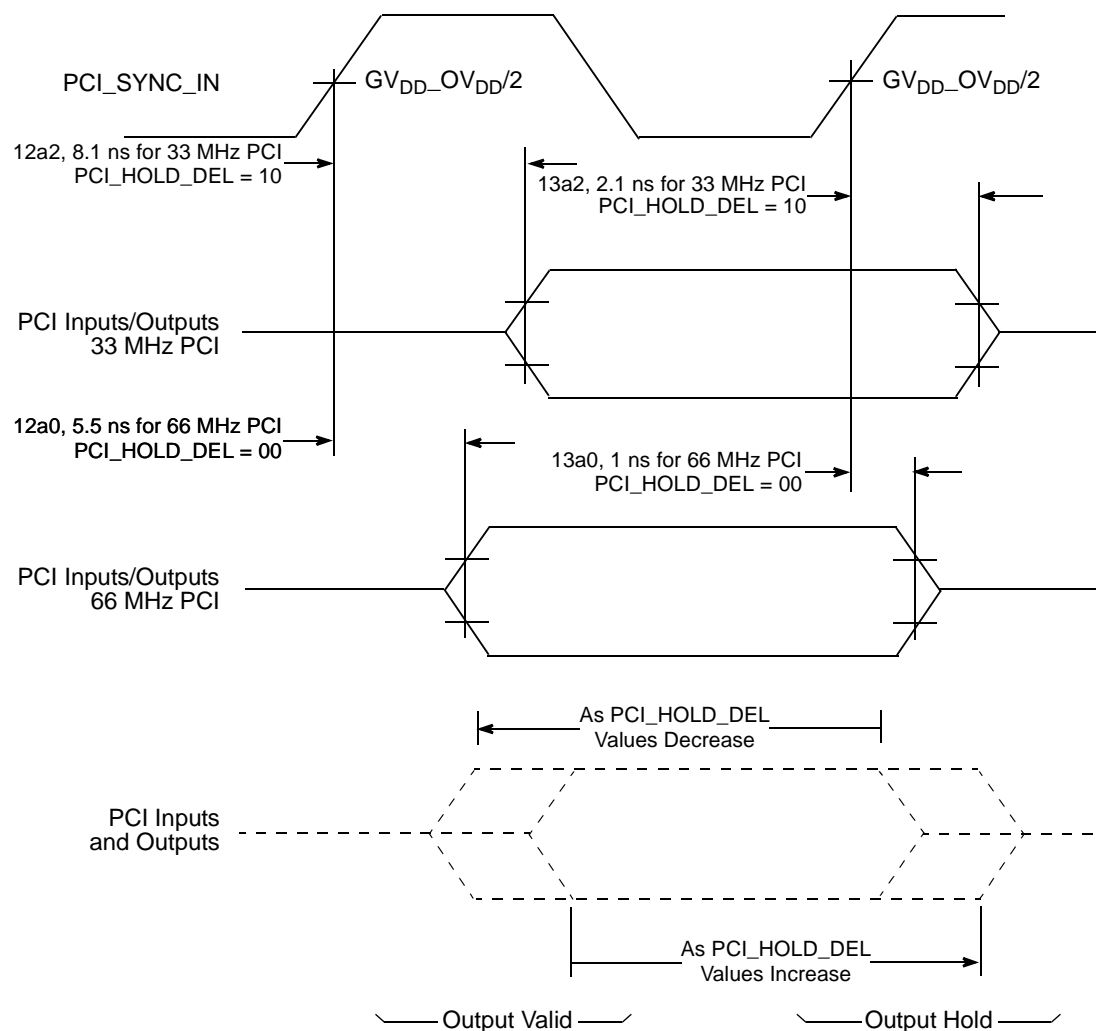 PCI_SYNC_IN
GVDD_OVDD/2
GVDD_OVDD/2
12a2, 8.1 ns for 33 MHz PCI
PCI_HOLD_DEL = 10
13a2, 2.1 ns for 33 MHz PCI
PCI_HOLD_DEL = 10
PCI Inputs/Outputs
33 MHz PCI
12a0, 5.5 ns for 66 MHz PCI
PCI_HOLD_DEL = 00
13a0, 1 ns for 66 MHz PCI
PCI_HOLD_DEL = 00
PCI Inputs/Outputs
66 MHz PCI
As PCI_HOLD_DEL
Values Decrease
PCI Inputs
and Outputs
As PCI_HOLD_DEL
Values Increase
Output Valid
Output Hold